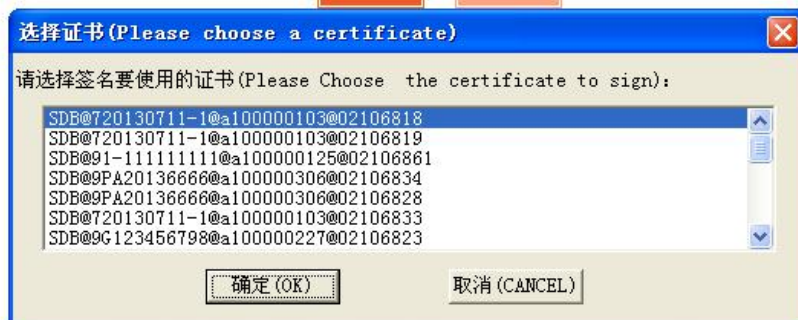 选择证书(Please choose a certificate)
请选择签名要使用的证书(Please Choose  the certificate to sign):
SDB@720130711-1@a100000103@02106818
SDB@720130711-1@a100000103@02106819
SDB@91-111111111@a100000125@02106861
SDB@9PA20136666@a100000306@02106834
SDB@9PA20136666@a100000306@02106828
SDB@720130711-1@a100000103@02106833
SDB@9G123456798@a100000227@02106823
确定(OK) 取消(CANCEL)